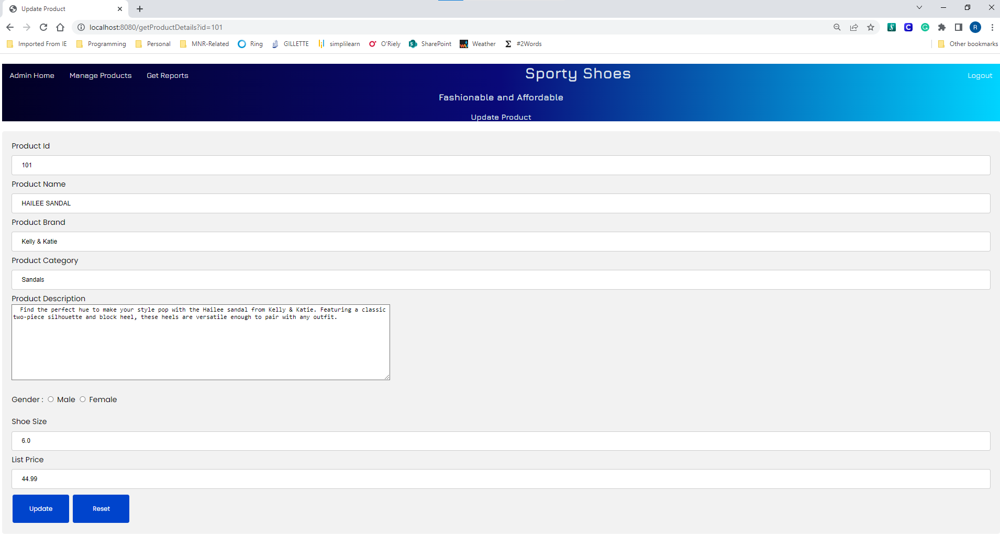 Update Product
localhost:8080/getProductDetails?id=101
R
Imported From IE Programming Personal MNR-Related Ring GILLETTE simplilearn O'Riely SharePoint Weather #2Words Other bookmarks
Admin Home Manage Products Get Reports Sporty Shoes Logout
Fashionable and Affordable
Update Product
Product Id
101
Product Name
HAILEE SANDAL
Product Brand
Kelly & Katie
Product Category
Sandals
Product Description
Find the perfect hue to make your style pop with the Hailee sandal from Kelly & Katie. Featuring a classic
two-piece silhouette and block heel, these heels are versatile enough to pair with any outfit.
Gender : Male Female
Shoe Size
6.0
List Price
44.99
Update Reset